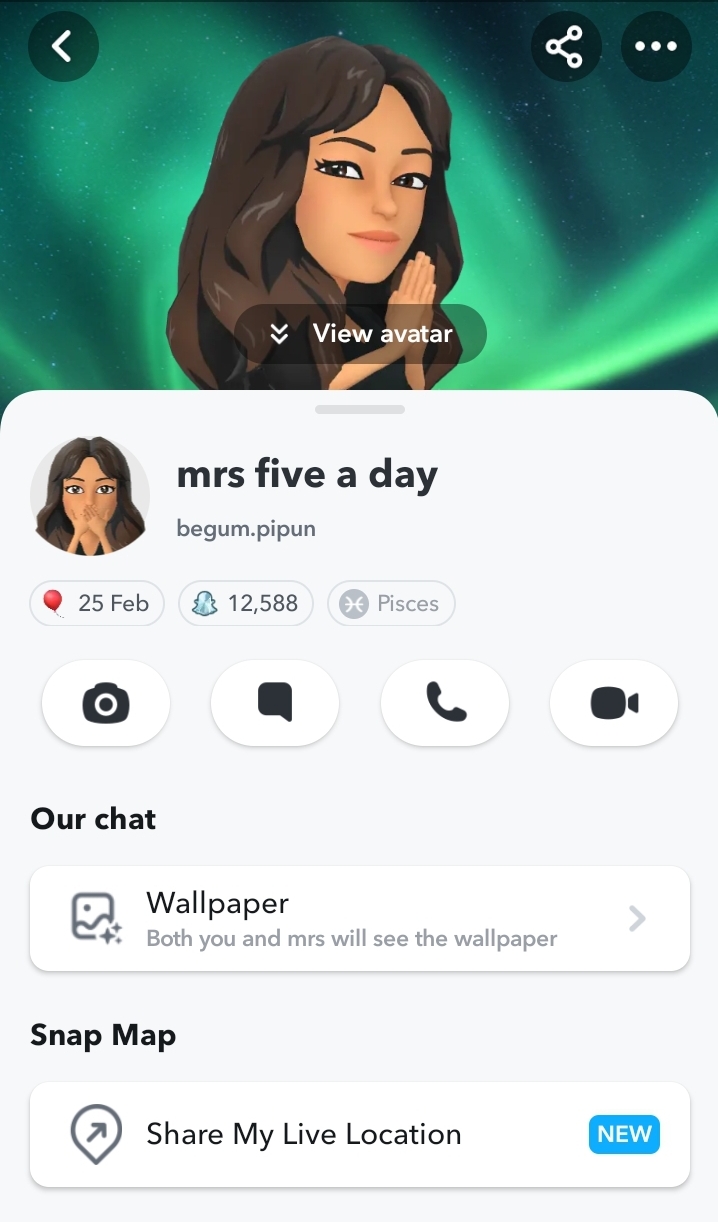 View avatar
mrs five a day
begum.pipun
25 Feb
12,588
Pisces
Our chat
Wallpaper
Both you and mrs will see the wallpaper
Snap Map
Share My Live Location
NEW